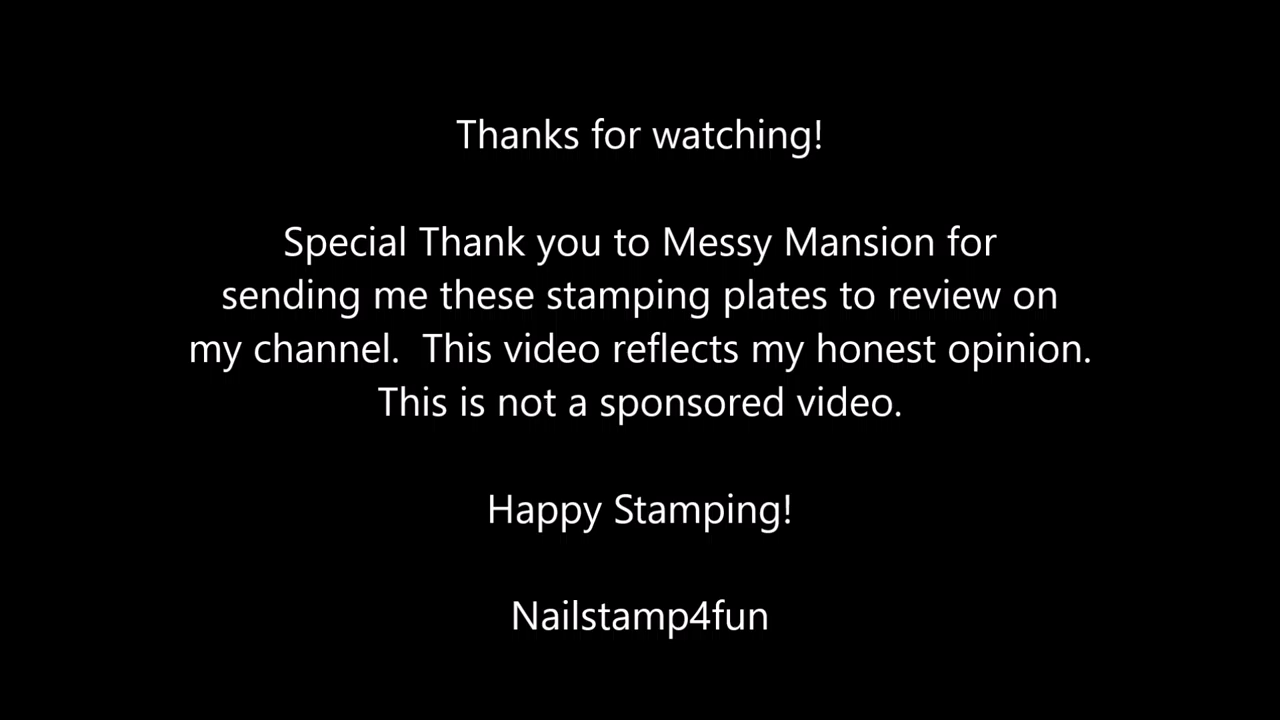 Thanks for watching!
Special Thank you to Messy Mansion for
sending me these stamping plates to review on
my channel.  This video reflects my honest opinion.
This is not a sponsored video.
Happy Stamping!
Nailstamp4fun